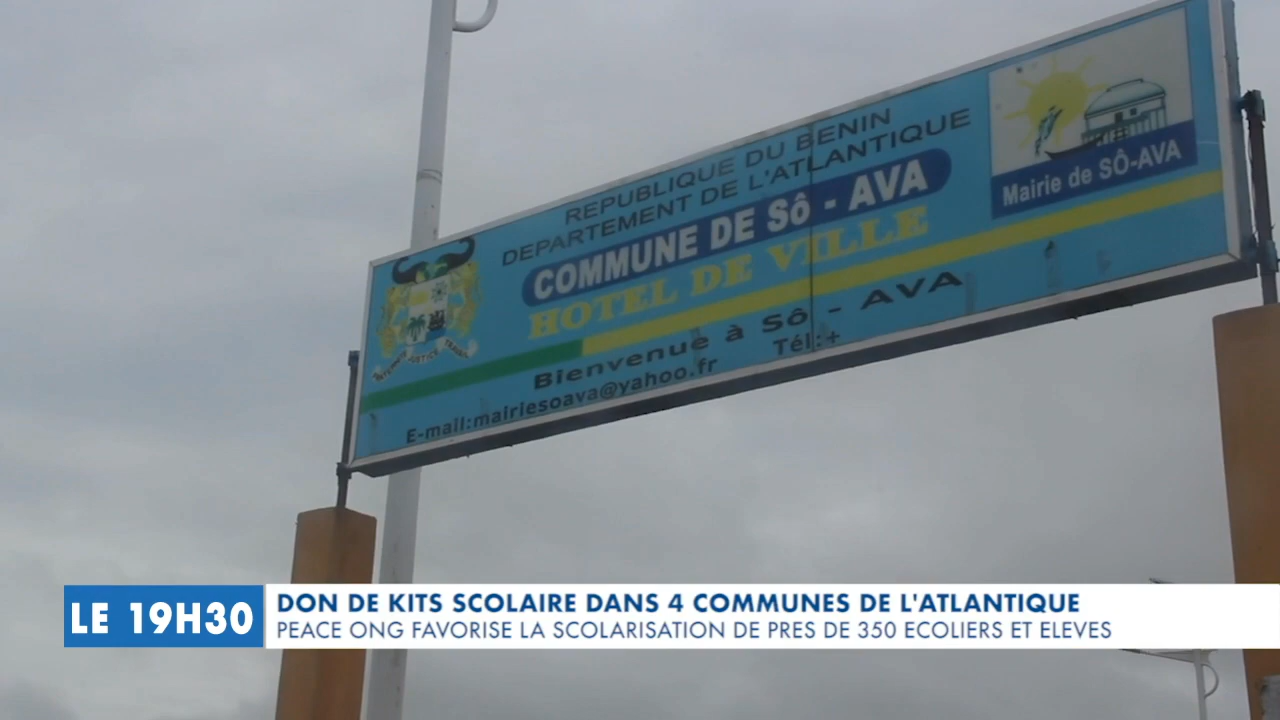 REPUBLIQUE DU BENIN
DEPARTEMENT DE L'ATLANTIQUE
COMMUNE DE Sô - AVA
HOTEL DE VILLE
Mairie de SÔ-AVA
JUSTICE
Bienvenue à Sô - AVA
E-mail:mairiesoava@yahoo.fr
Tél:+
LE 19H30
DON DE KITS SCOLAIRE DANS 4 COMMUNES DE L'ATLANTIQUE
PEACE ONG FAVORISE LA SCOLARISATION DE PRES DE 350 ECOLIERS ET ELEVES